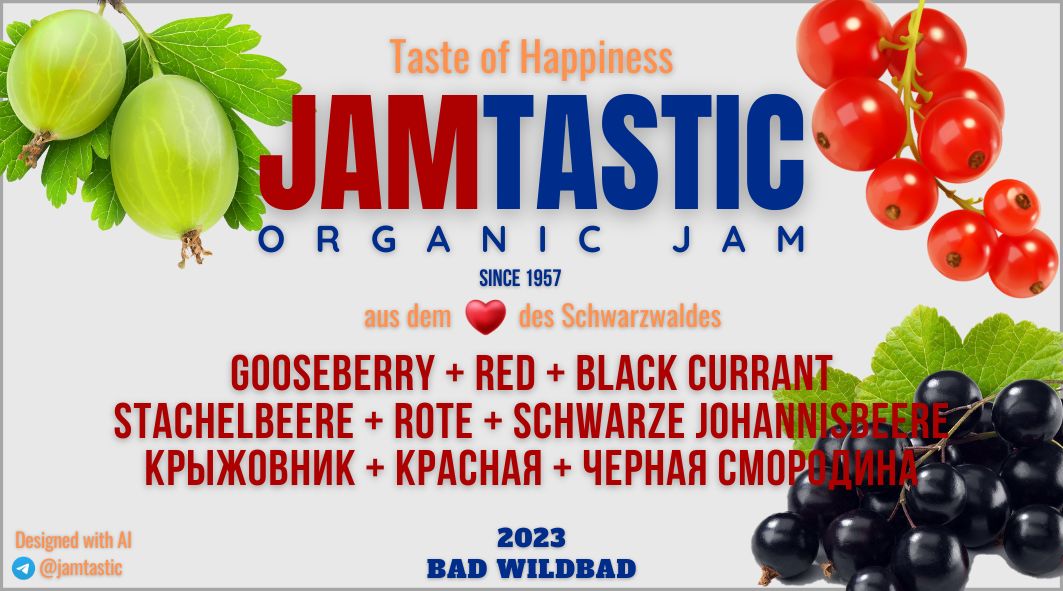 Taste of Happiness
JAMTASTIC
ORGANIC JAM
SINCE 1957
aus dem ❤ des Schwarzwaldes
GOOSEBERRY + RED + BLACK CURRANT
STACHELBEERE + ROTE + SCHWARZE JOHANNISBEERE
КРЫЖОВНИК + КРАСНАЯ + ЧЕРНАЯ СМОРОДИНА
2023
BAD WILDBAD
Designed with AI
@jamtastic